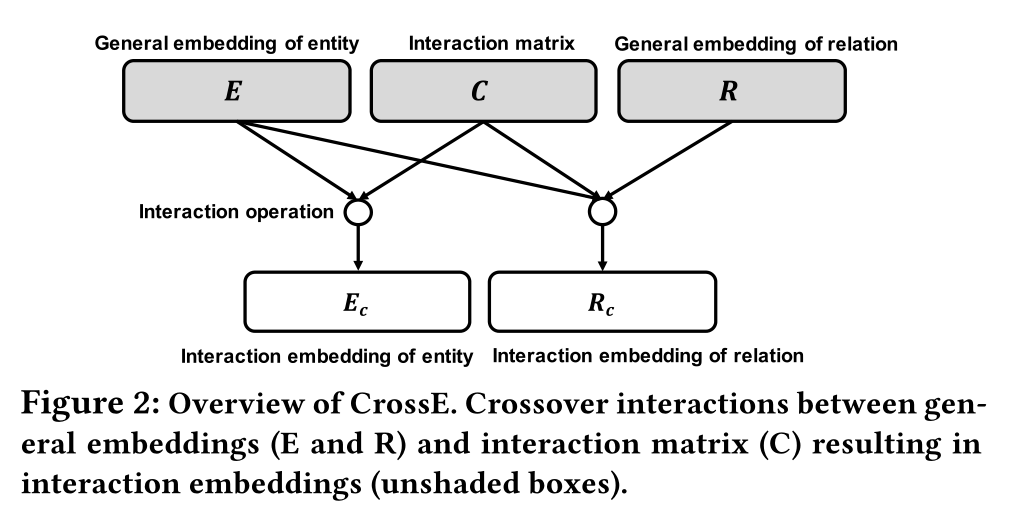 General embedding of entity
Interaction matrix
General embedding of relation
E
C
R
Interaction operation
E_c
R_c
Interaction embedding of entity
Interaction embedding of relation
Figure 2: Overview of CrossE. Crossover interactions between gen-
eral embeddings (E and R) and interaction matrix (C) resulting in
interaction embeddings (unshaded boxes).